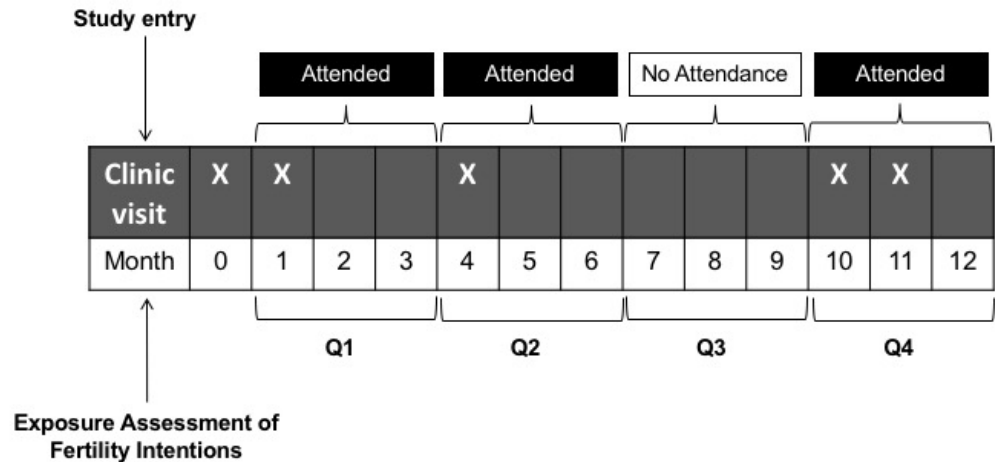 Study entry
Attended
Attended
No Attendance
Attended
Clinic visit X X X X X
Month 0 1 2 3 4 5 6 7 8 9 10 11 12
Q1 Q2 Q3 Q4
Exposure Assessment of
Fertility Intentions